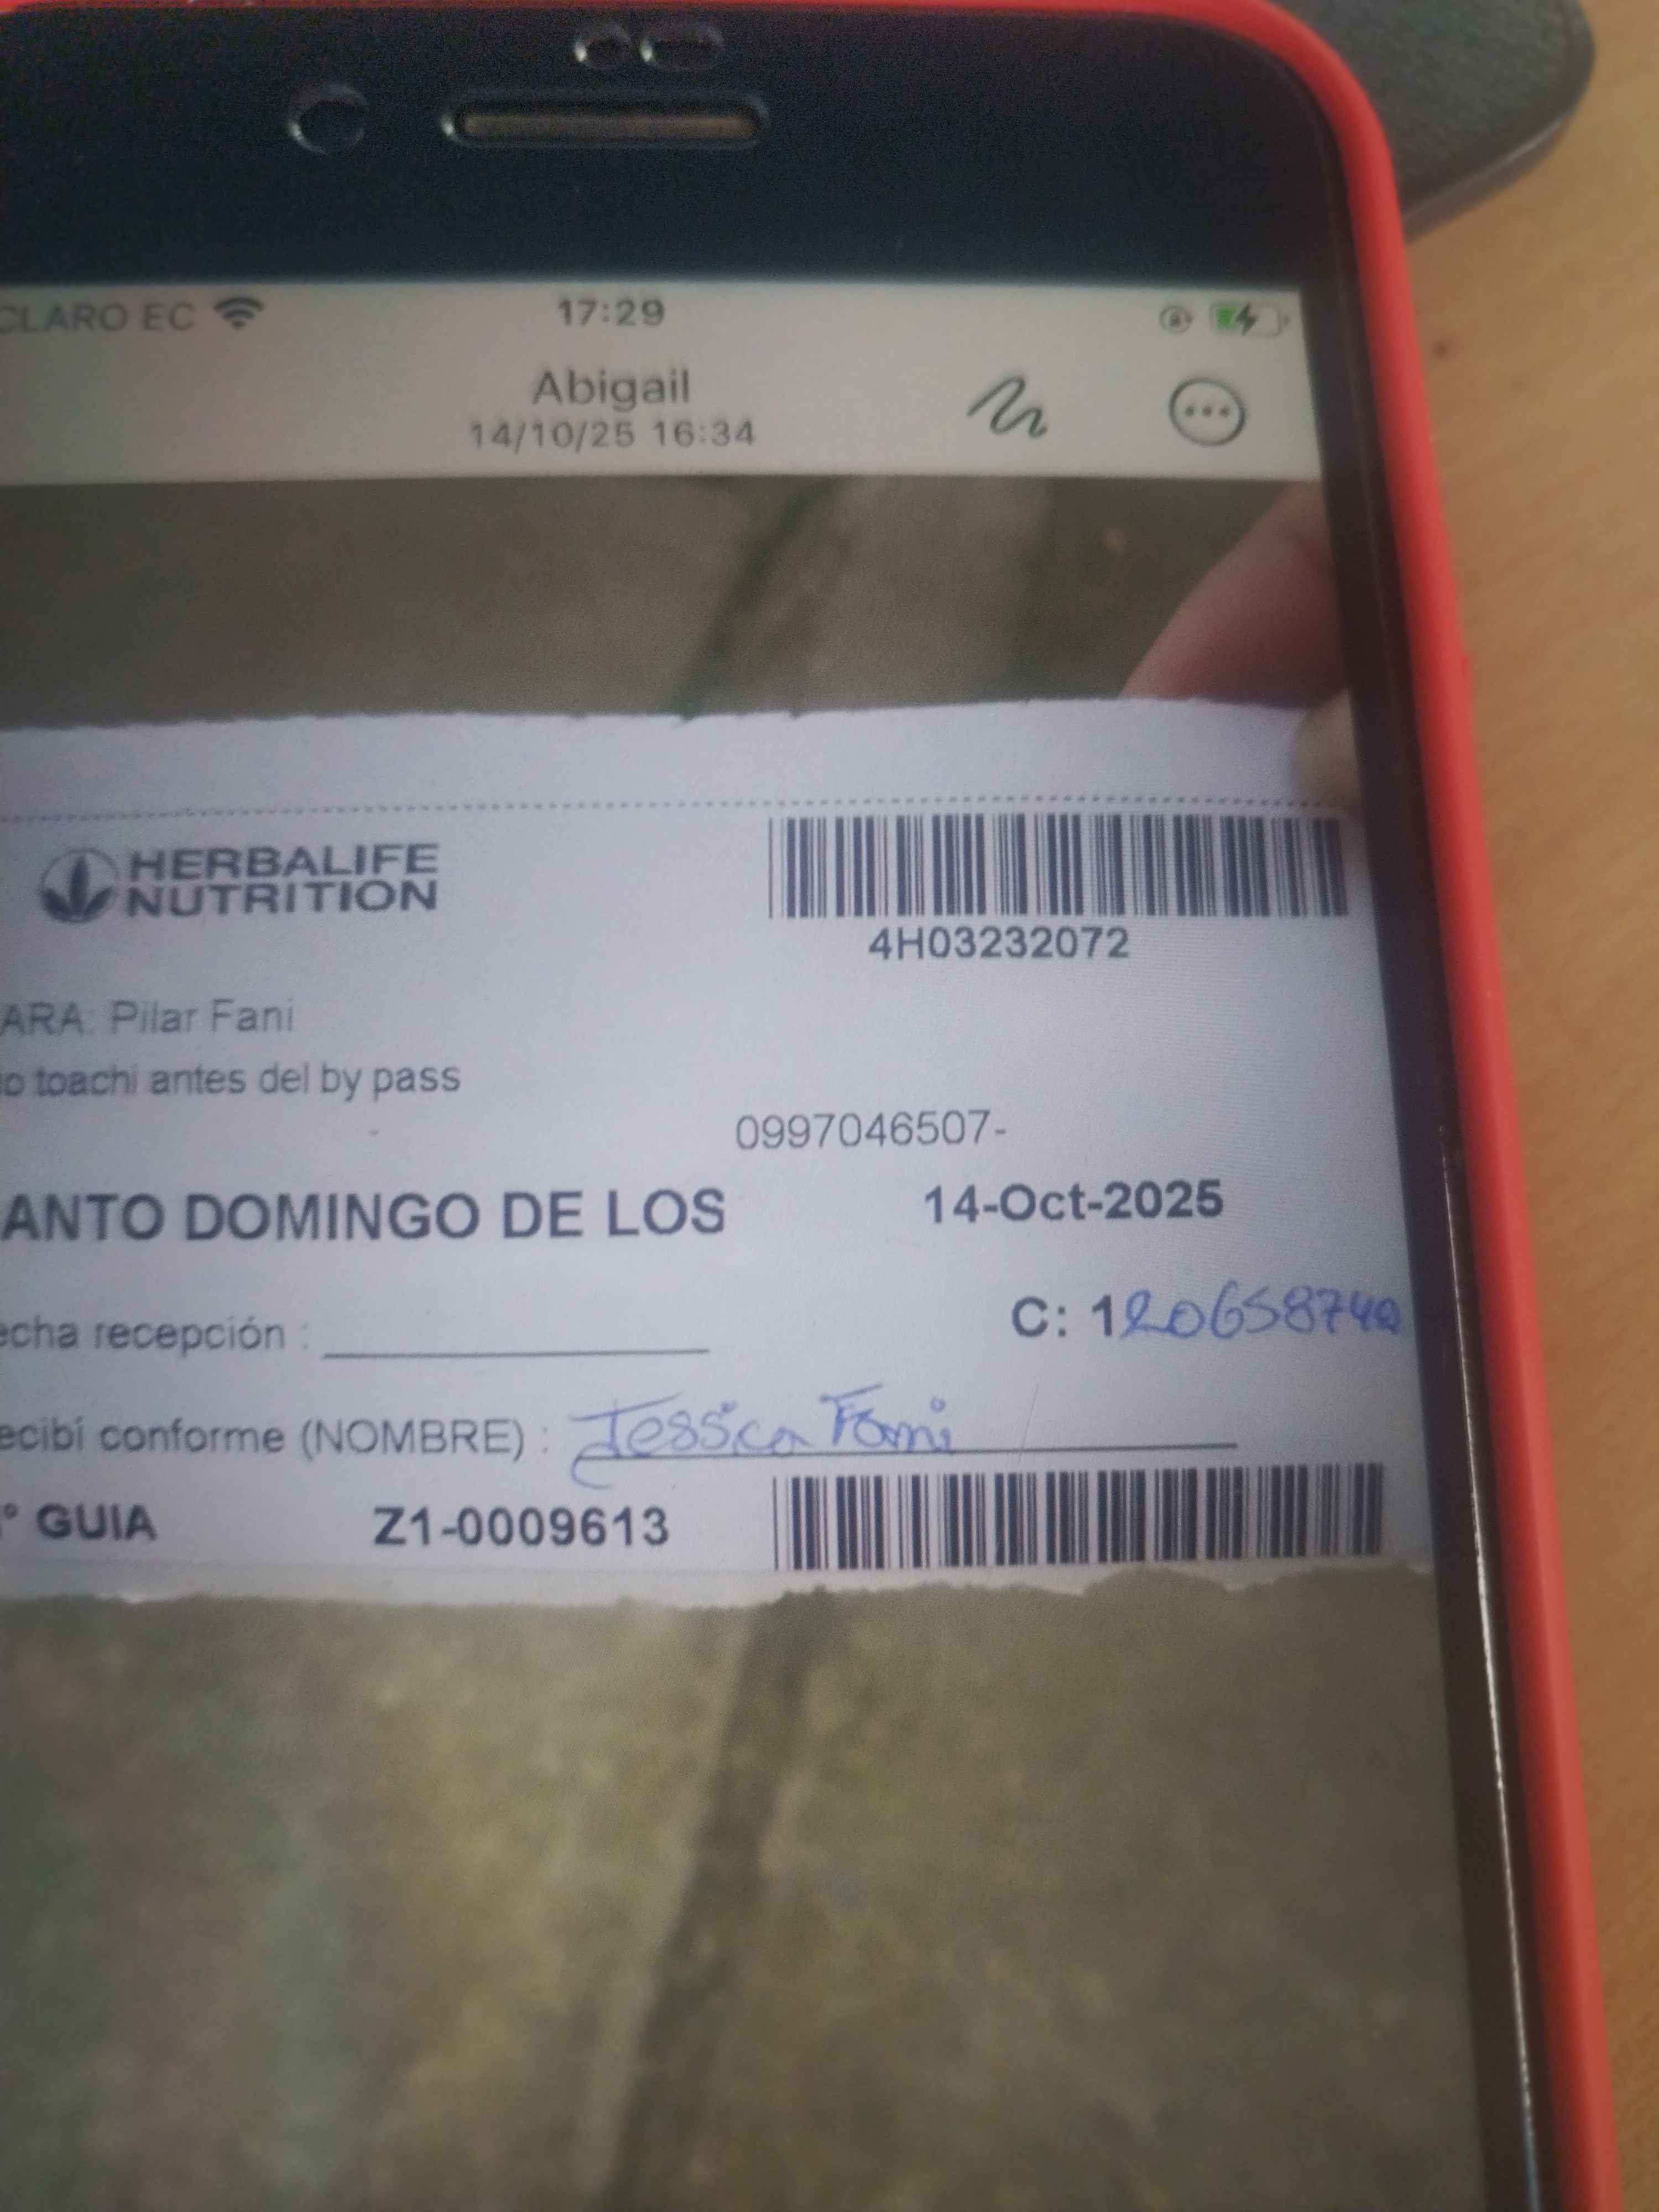 CLARO EC 17:29
Abigail
14/10/25 16:34
HERBALIFE
NUTRITION
4H03232072
ARA: Pilar Fani
o toachi antes del by pass
0997046507-
ANTO DOMINGO DE LOS 14-Oct-2025
echa recepción : C: 1
ecibí conforme (NOMBRE) : Jessica Fani
° GUIA Z1-0009613